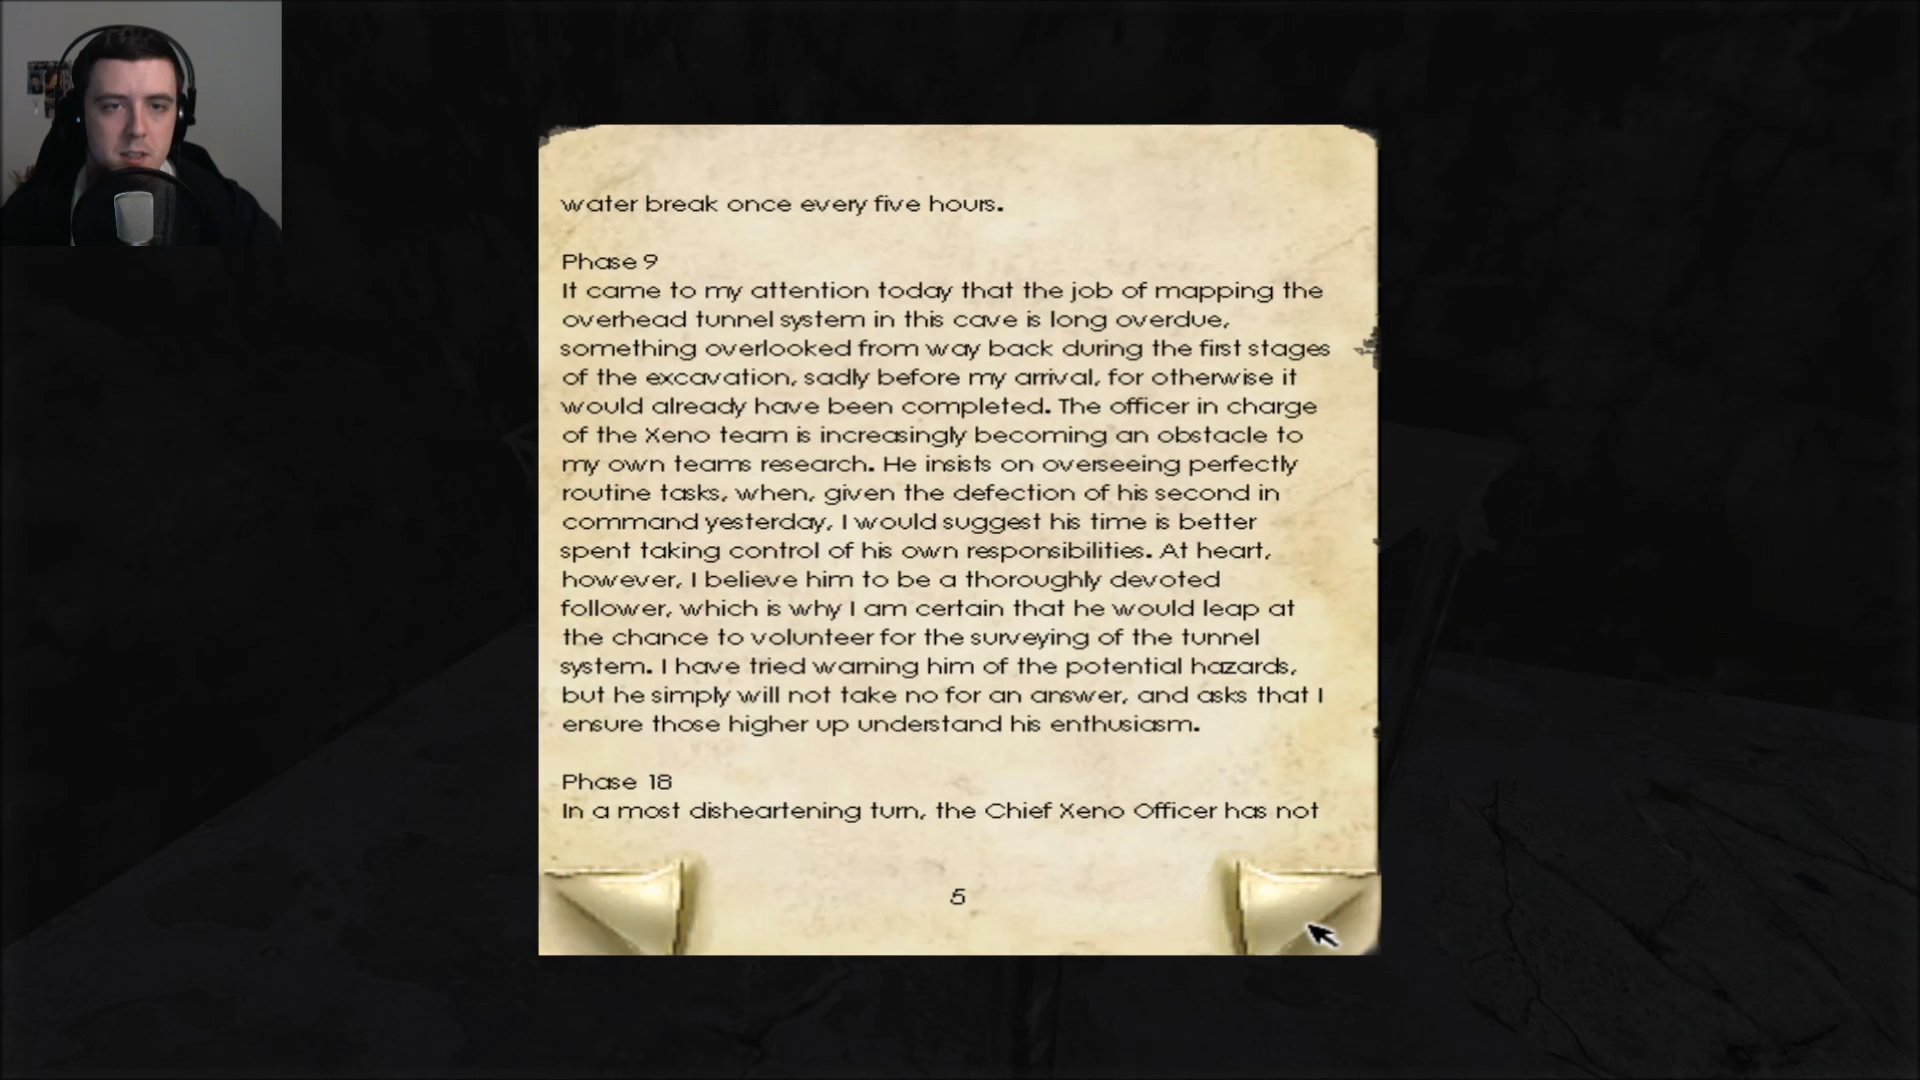 water break once every five hours.
Phase 9
It came to my attention today that the job of mapping the
overhead tunnel system in this cave is long overdue,
something overlooked from way back during the first stages
of the excavation, sadly before my arrival, for otherwise it
would already have been completed. The officer in charge
of the Xeno team is increasingly becoming an obstacle to
my own teams research. He insists on overseeing perfectly
routine tasks, when, given the defection of his second in
command yesterday, I would suggest his time is better
spent taking control of his own responsibilities. At heart,
however, I believe him to be a thoroughly devoted
follower, which is why I am certain that he would leap at
the chance to volunteer for the surveying of the tunnel
system. I have tried warning him of the potential hazards,
but he simply will not take no for an answer, and asks that I
ensure those higher up understand his enthusiasm.
Phase 18
In a most disheartening turn, the Chief Xeno Officer has not
5